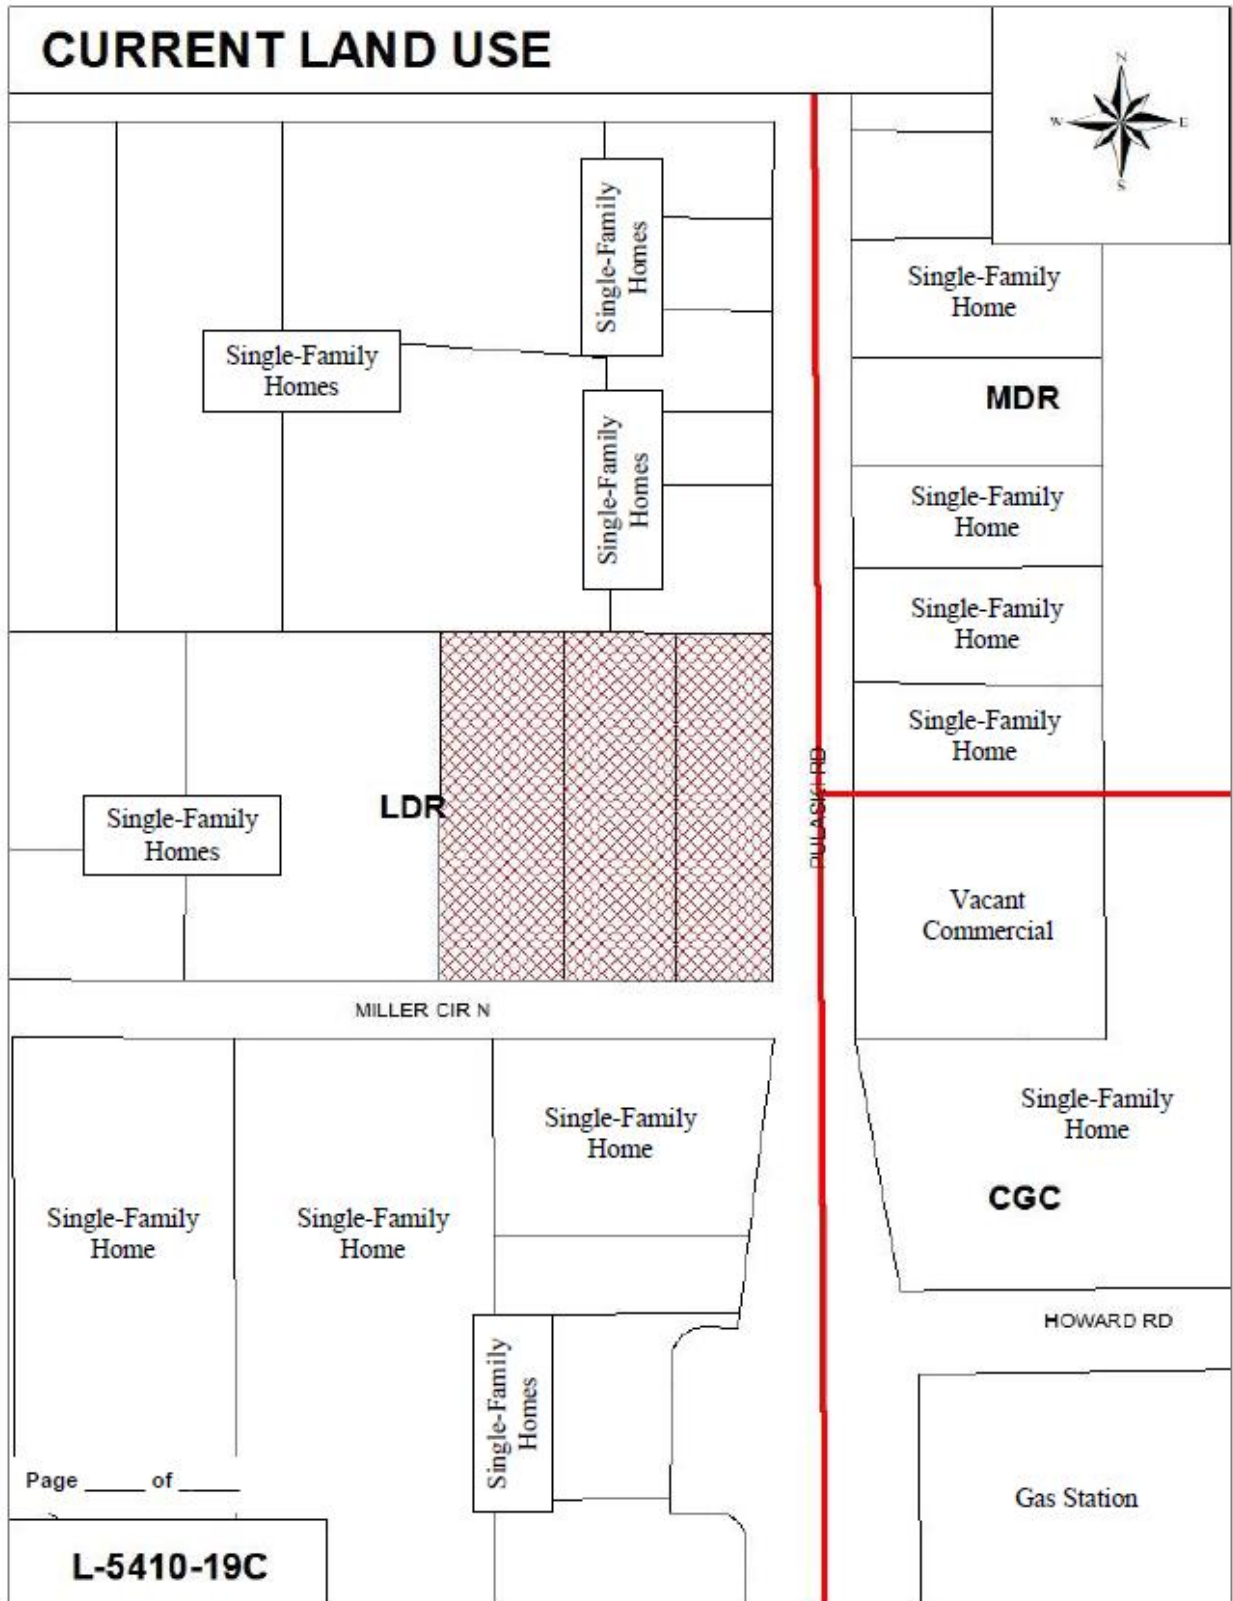 CURRENT LAND USE
N
W
E
S
Single-Family
Homes
Single-Family
Home
Single-Family
Homes
MDR
Single-Family
Homes
Single-Family
Home
Single-Family
Home
Single-Family
Home
PULASKI RD
LDR
Single-Family
Homes
Vacant
Commercial
MILLER CIR N
Single-Family
Home
Single-Family
Home
Single-Family
Home
Single-Family
Home
CGC
HOWARD RD
Single-Family
Homes
Page _____ of _____
Gas Station
L-5410-19C